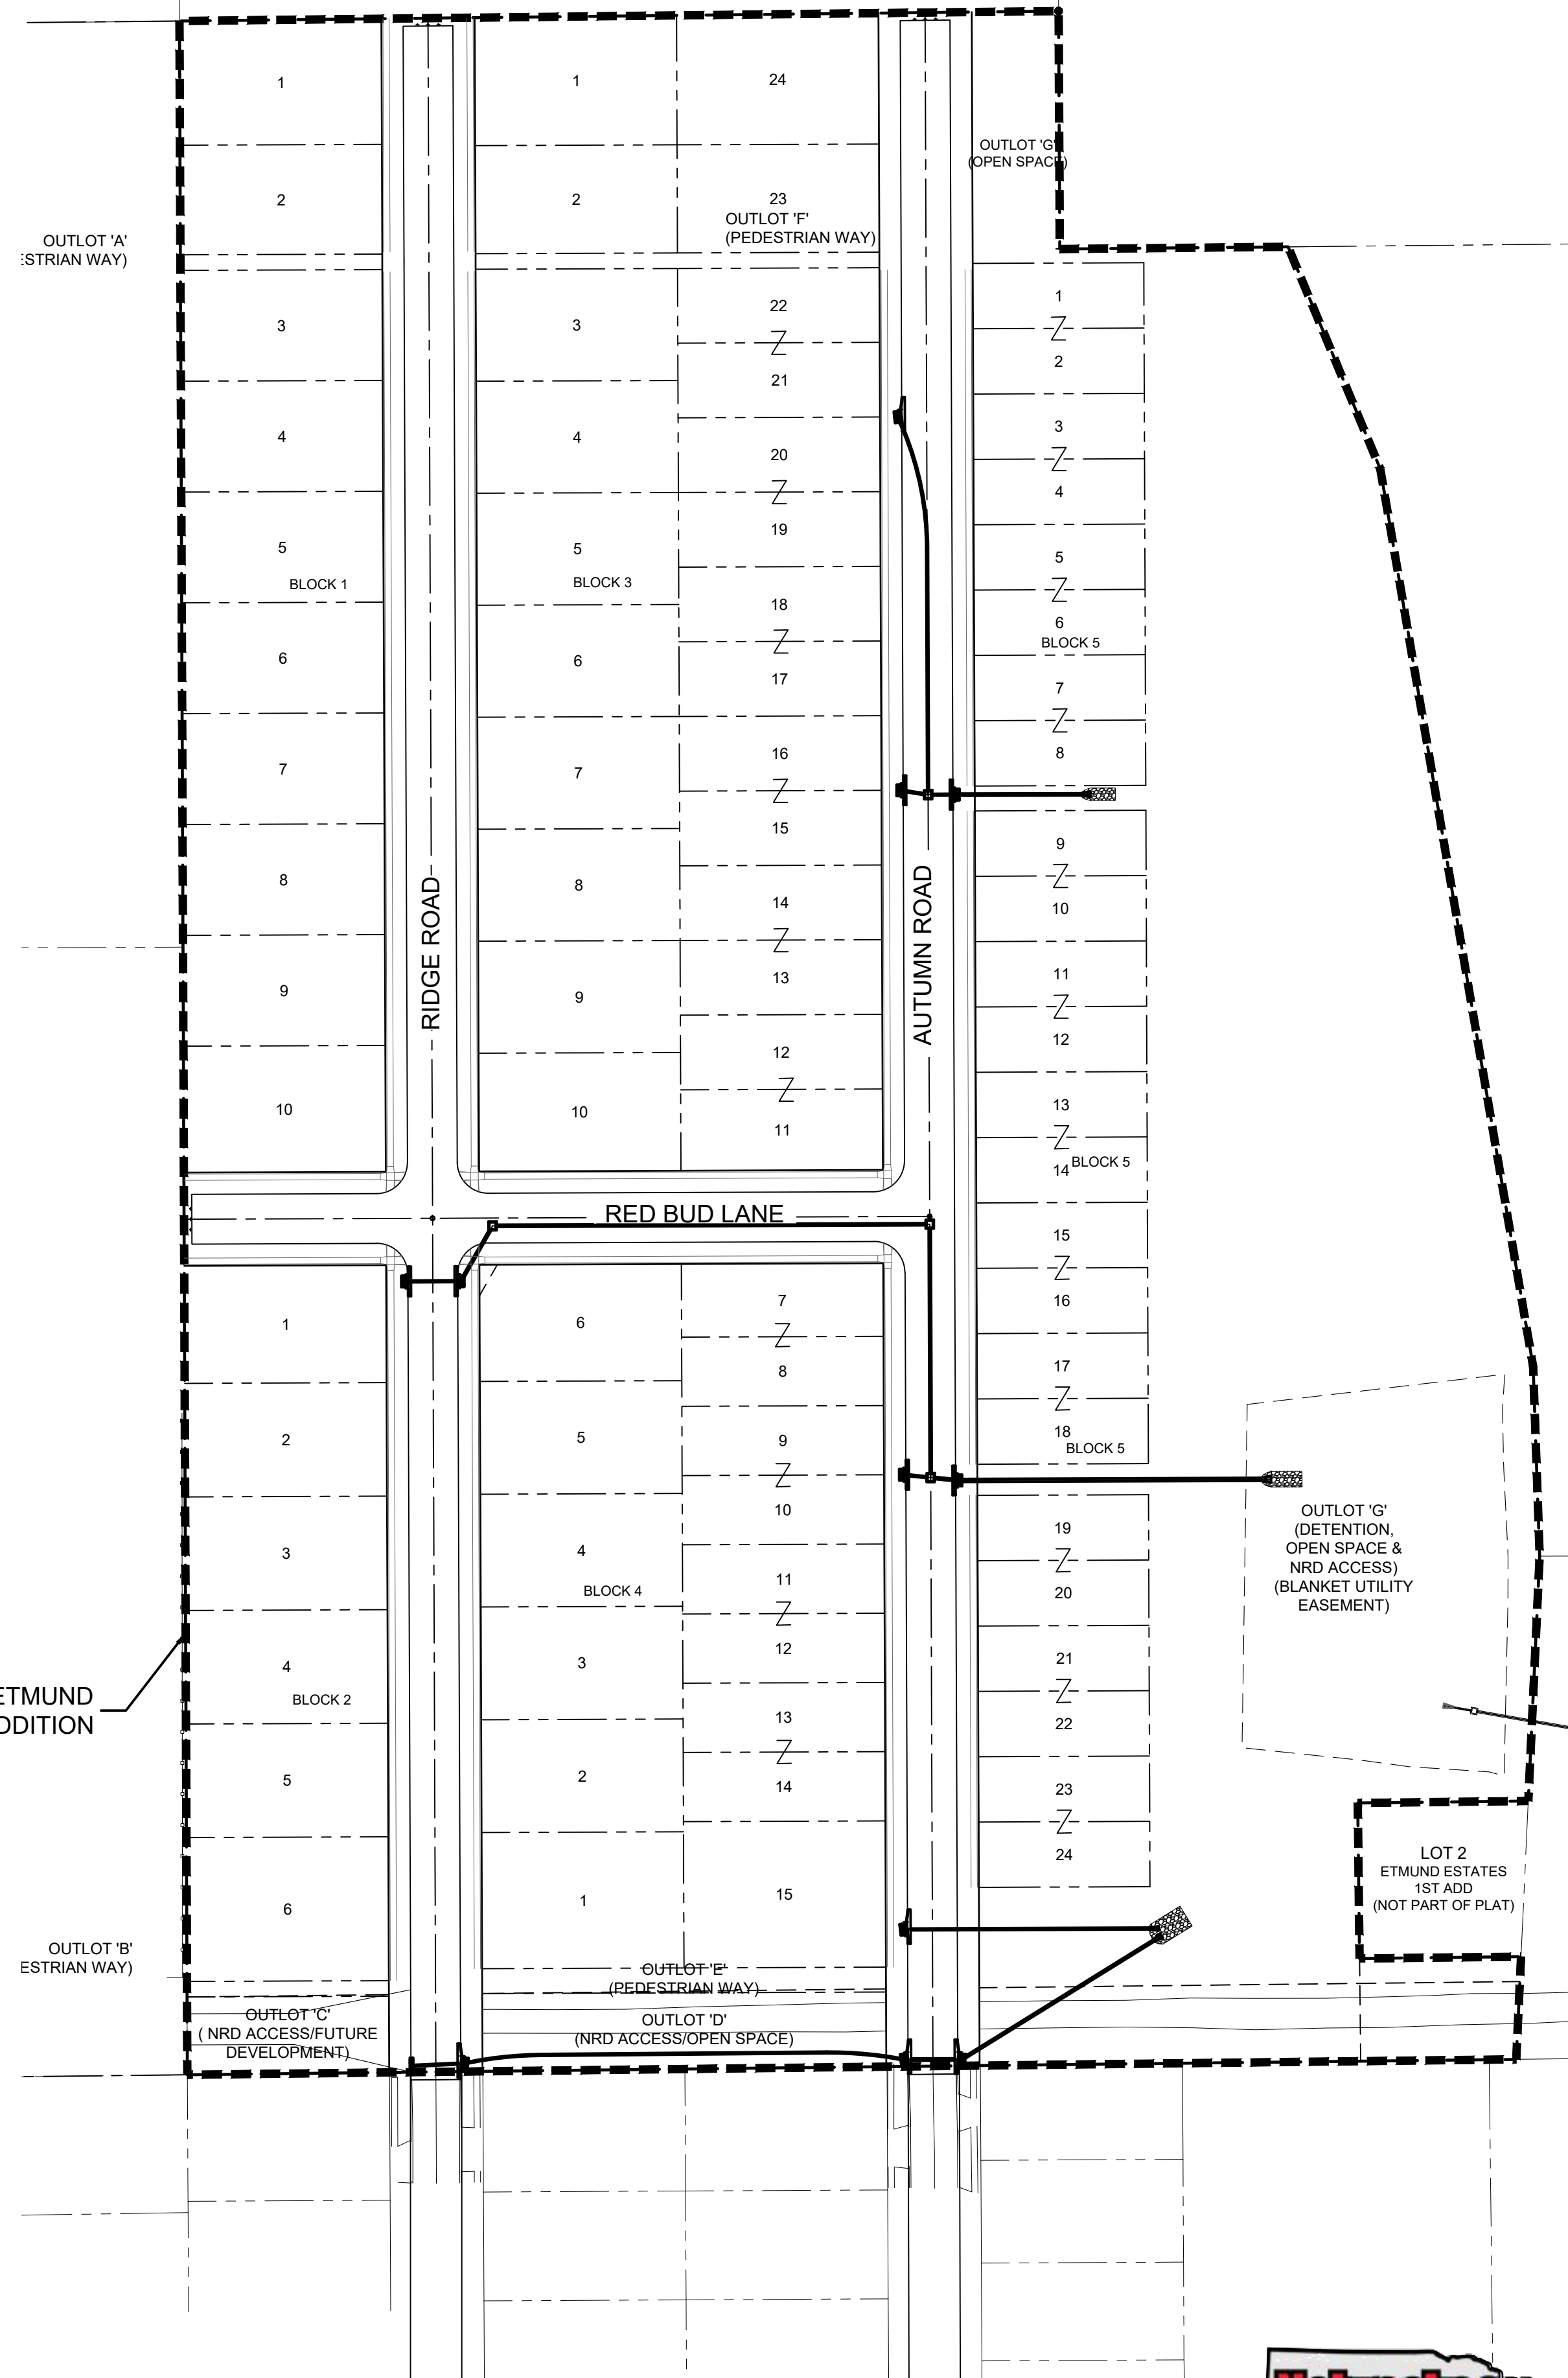 1
1
24
OUTLOT 'G'
(OPEN SPACE)
2
2
23
OUTLOT 'F'
(PEDESTRIAN WAY)
OUTLOT 'A'
ESTRIAN WAY)
3
3
22
21
4
4
20
19
5
BLOCK 1
5
BLOCK 3
18
6
6
17
7
7
16
15
8
8
14
9
9
13
10
10
12
11
RIDGE ROAD
AUTUMN ROAD
1
2
3
4
5
6
BLOCK 5
7
8
9
10
11
12
13
14
BLOCK 5
15
16
17
18
BLOCK 5
19
20
21
22
23
24
RED BUD LANE
1
2
3
4
BLOCK 2
5
6
6
5
4
BLOCK 4
3
2
1
7
8
9
10
11
12
13
14
15
OUTLOT 'G'
(DETENTION,
OPEN SPACE &
NRD ACCESS)
(BLANKET UTILITY
EASEMENT)
ETMUND
DDITION
LOT 2
ETMUND ESTATES
1ST ADD
(NOT PART OF PLAT)
OUTLOT 'B'
ESTRIAN WAY)
OUTLOT 'E'
(PEDESTRIAN WAY)
OUTLOT 'C'
( NRD ACCESS/FUTURE
DEVELOPMENT)
OUTLOT 'D'
(NRD ACCESS/OPEN SPACE)